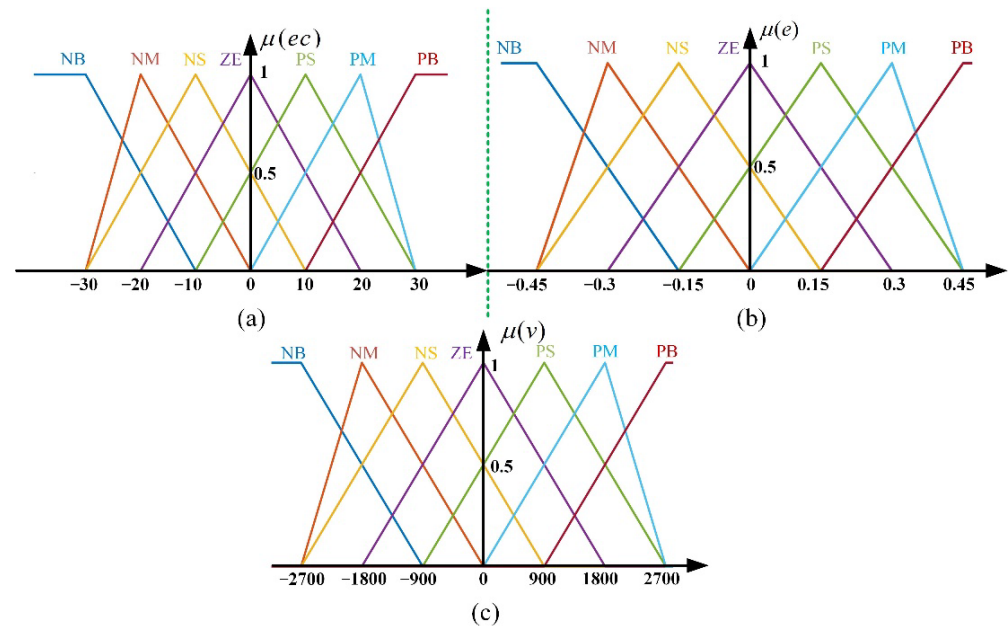 μ(ec)
NB NM NS ZE PS PM PB
1
0.5
−30 −20 −10 0 10 20 30
(a)
μ(e)
NB NM NS ZE PS PM PB
1
0.5
−0.45 −0.3 −0.15 0 0.15 0.3 0.45
(b)
μ(v)
NB NM NS ZE PS PM PB
1
0.5
−2700 −1800 −900 0 900 1800 2700
(c)